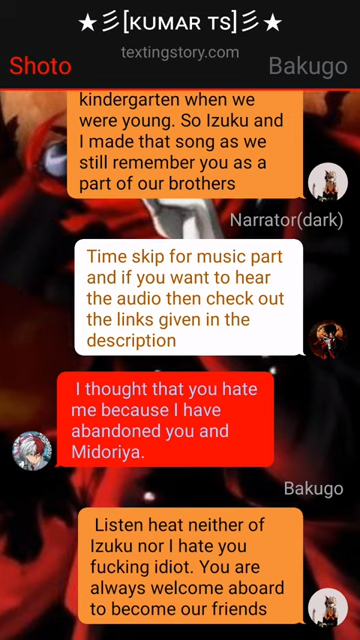 ★彡[ᴋᴜᴍᴀʀ ᴛs]彡★
textingstory.com
Shoto
Bakugo
kindergarten when we
were young. So Izuku and
I made that song as we
still remember you as a
part of our brothers
Narrator(dark)
Time skip for music part
and if you want to hear
the audio then check out
the links given in the
description
I thought that you hate
me because I have
abandoned you and
Midoriya.
Bakugo
Listen heat neither of
Izuku nor I hate you
fucking idiot. You are
always welcome aboard
to become our friends